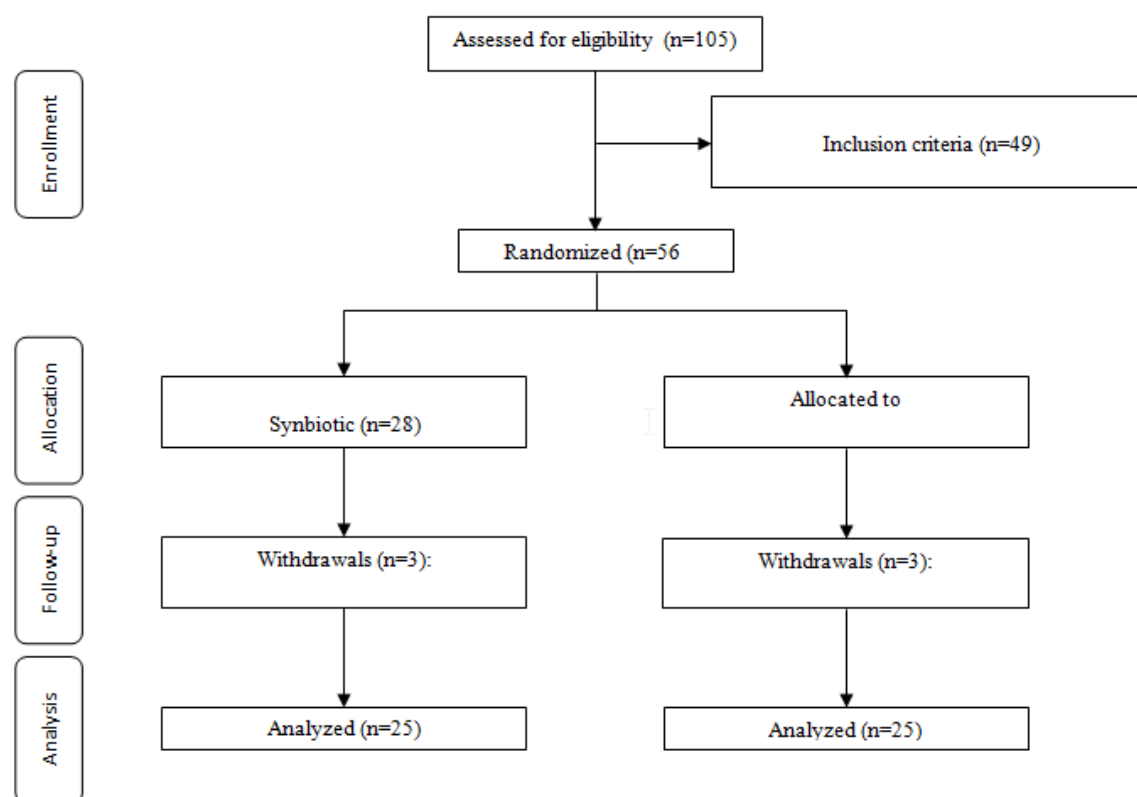 Assessed for eligibility (n=105)
Enrollment
Inclusion criteria (n=49)
Randomized (n=56
Allocation
Synbiotic (n=28)
Allocated to
Follow-up
Withdrawals (n=3):
Withdrawals (n=3):
Analysis
Analyzed (n=25)
Analyzed (n=25)